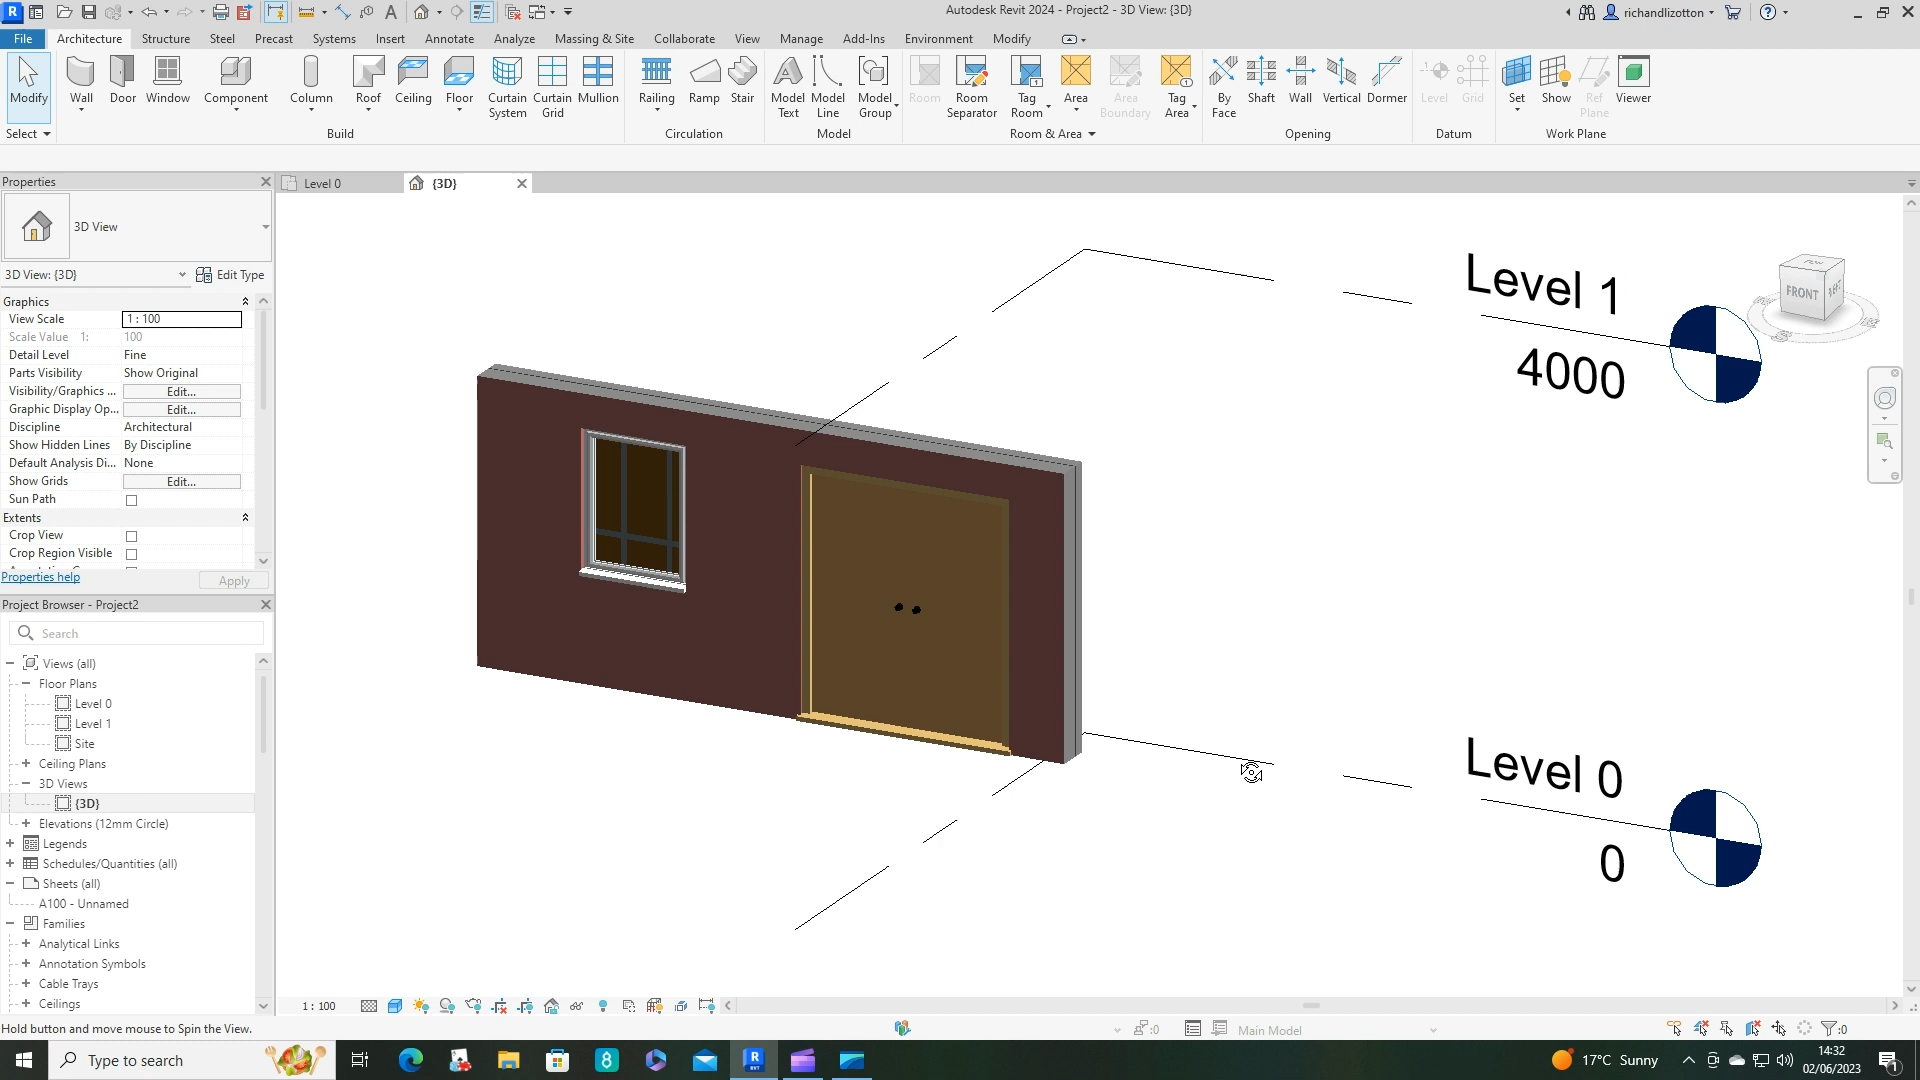 Autodesk Revit 2024 - Project2 - 3D View: {3D}
richandlizotton
File Architecture Structure Steel Precast Systems Insert Annotate Analyze Massing & Site Collaborate View Manage Add-Ins Environment Modify
Modify Wall Door Window Component Column Roof Ceiling Floor Curtain System Curtain Grid Mullion Railing Ramp Stair Model Text Model Line Model Group Room Room Separator Tag Room Area Area Boundary Tag Area By Face Shaft Wall Vertical Dormer Level Grid Set Show Ref Plane Viewer
Select Build Circulation Model Room & Area Opening Datum Work Plane
Properties
Level 0
{3D}
3D View
3D View: {3D}
Edit Type
Graphics
View Scale 1 : 100
Scale Value 1: 100
Detail Level Fine
Parts Visibility Show Original
Visibility/Graphics ... Edit...
Graphic Display Op... Edit...
Discipline Architectural
Show Hidden Lines By Discipline
Default Analysis Di... None
Show Grids Edit...
Sun Path
Extents
Crop View
Crop Region Visible
Properties help
Apply
Project Browser - Project2
Search
Views (all)
Floor Plans
Level 0
Level 1
Site
Ceiling Plans
3D Views
{3D}
Elevations (12mm Circle)
Legends
Schedules/Quantities (all)
Sheets (all)
A100 - Unnamed
Families
Analytical Links
Annotation Symbols
Cable Trays
Ceilings
Level 1
4000
FRONT
Level 0
0
1 : 100
Hold button and move mouse to Spin the View.
:0
Main Model
:0
Type to search
17°C Sunny
14:32
02/06/2023